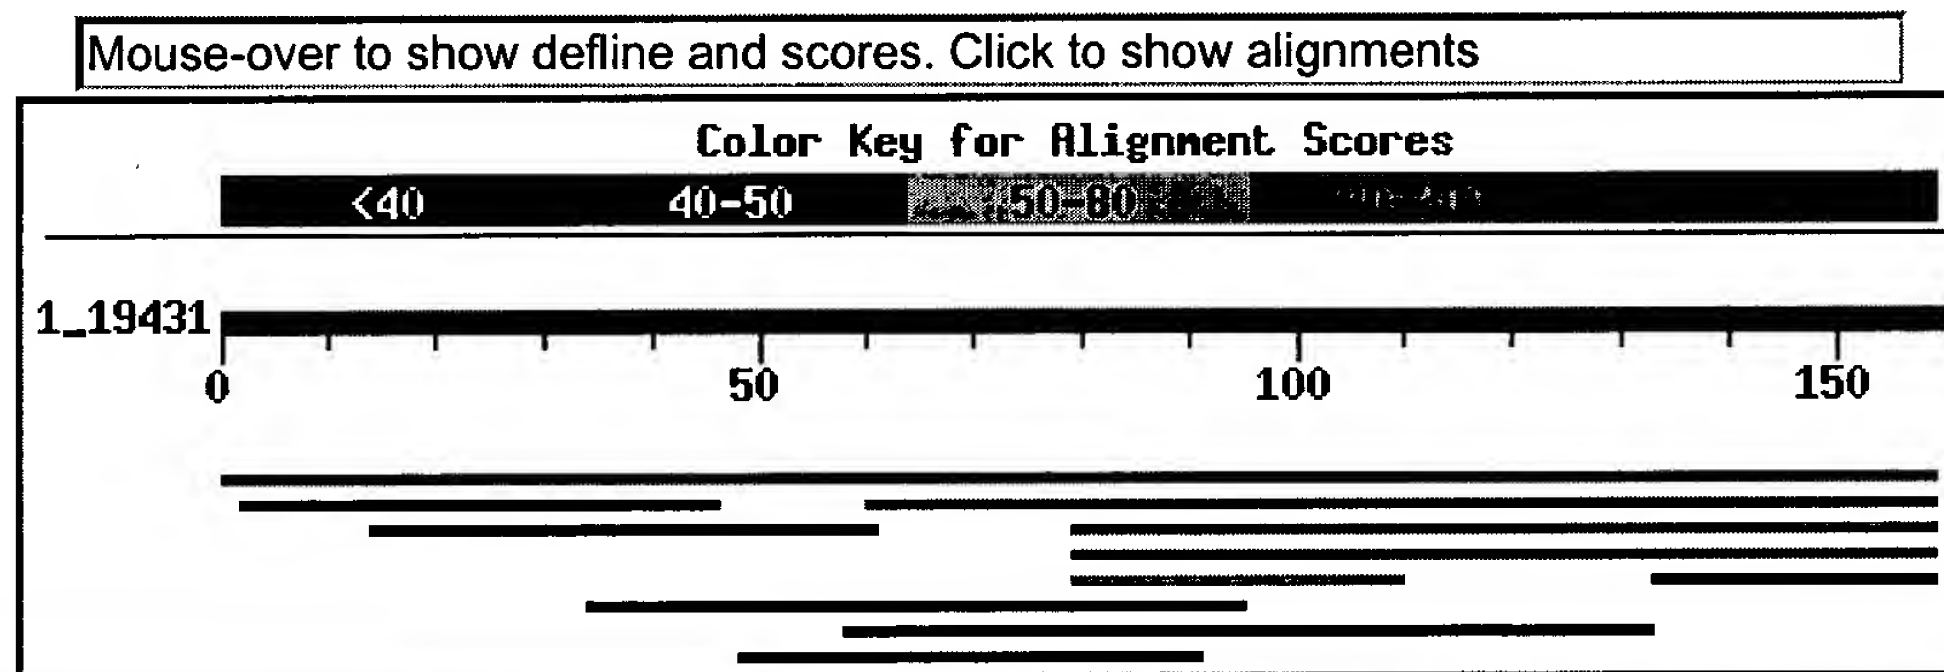 Mouse-over to show defline and scores. Click to show alignments
Color Key for Alignment Scores
<40 40-50 50-80
1_19431
0 50 100 150